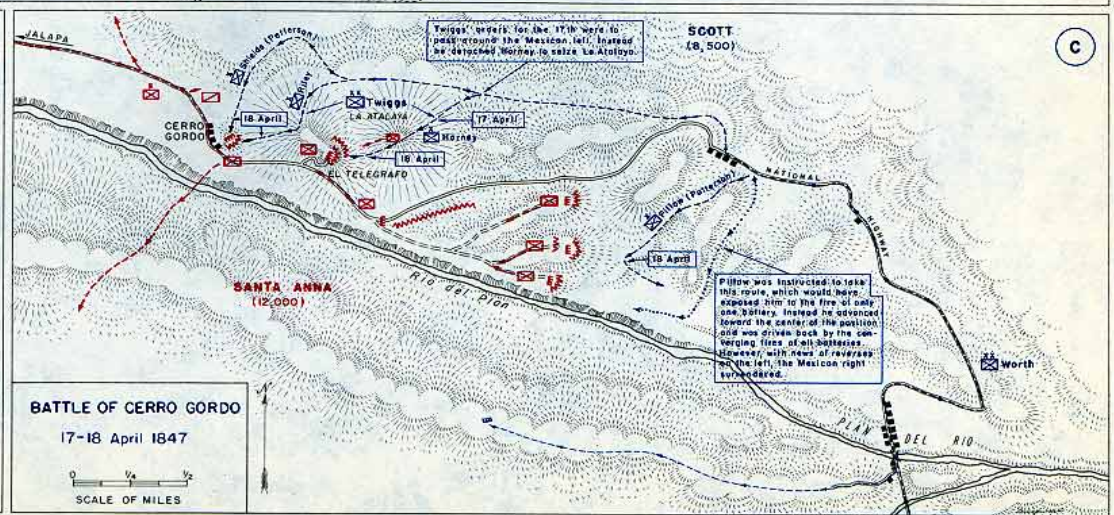 JALAPA
Shields (Patterson)
Riley
Twiggs' orders for the 17th were to
pass around the Mexican left. Instead
he detached Harney to seize La Atalaya.
SCOTT
(8,500)
C
XX Twiggs
LA ATALAYA
18 April
17 April
CERRO
GORDO
Harney
18 April
EL TELEGRAFO
E
E
E
E
NATIONAL
HIGHWAY
Pillow (Patterson)
18 April
SANTA ANNA
(12,000)
Rio del Plan
Pillow was instructed to take
this route, which would have
exposed him to the fire of only
one battery. Instead he advanced
toward the center of the position
and was driven back by the con-
verging fires of all batteries.
However, with news of reverses
on the left, the Mexican right
surrendered.
XX Worth
PLAN DEL RIO
BATTLE OF CERRO GORDO
17-18 April 1847
N
0 1/4 1/2
SCALE OF MILES